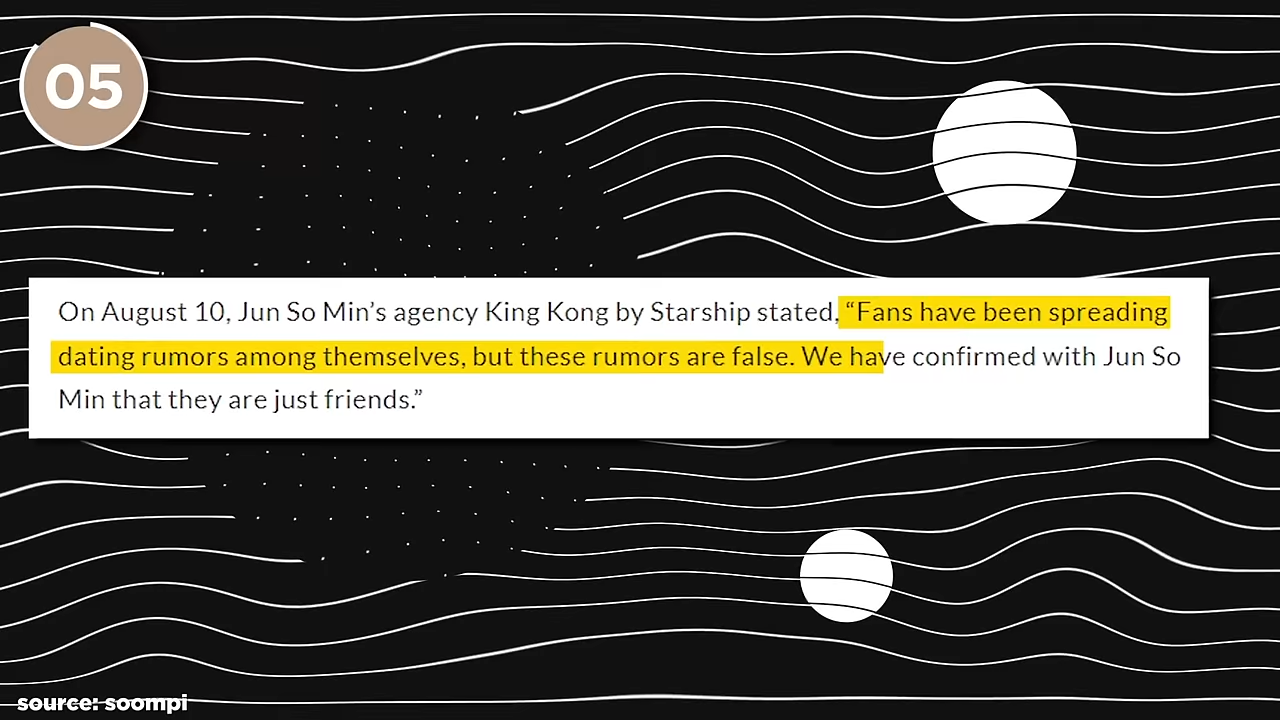 05
On August 10, Jun So Min’s agency King Kong by Starship stated, “Fans have been spreading
dating rumors among themselves, but these rumors are false. We have confirmed with Jun So
Min that they are just friends.”
source: soompi